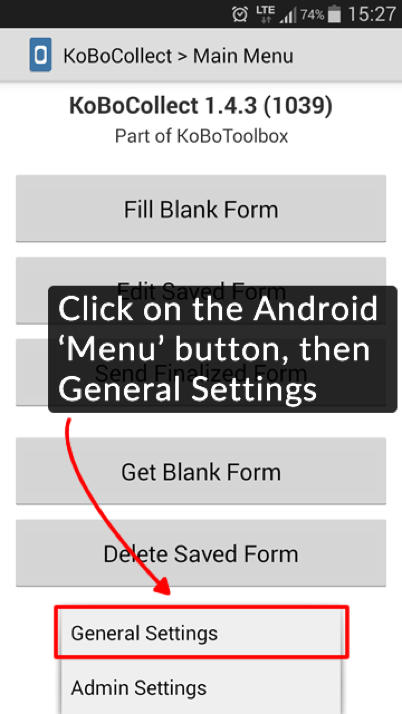 LTE 74% 15:27
KoBoCollect > Main Menu
KoBoCollect 1.4.3 (1039)
Part of KoBoToolbox
Fill Blank Form
Edit Saved Form
Click on the Android
‘Menu’ button, then
Send Finalized Form
General Settings
Get Blank Form
Delete Saved Form
General Settings
Admin Settings